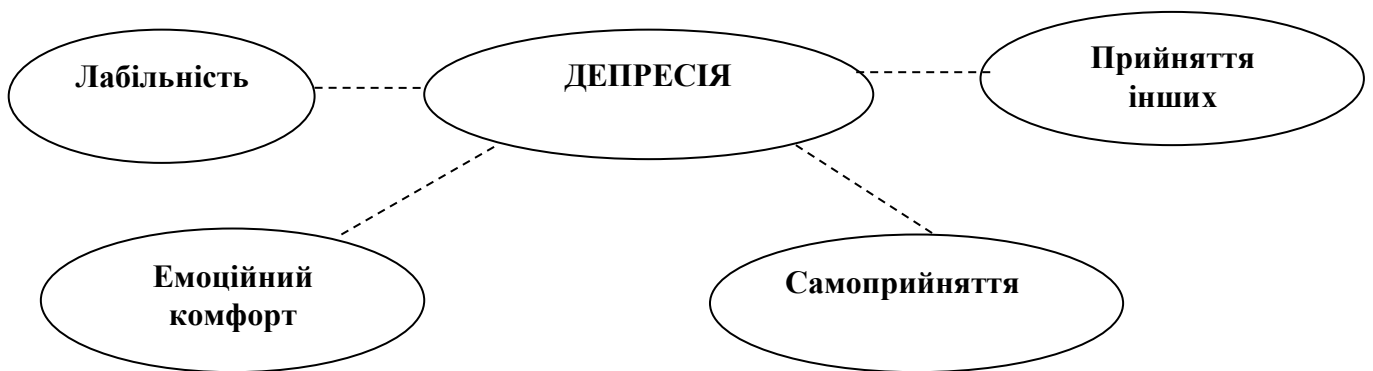 Лабільність
ДЕПРЕСІЯ
Прийняття
інших
Емоційний
комфорт
Самоприйняття